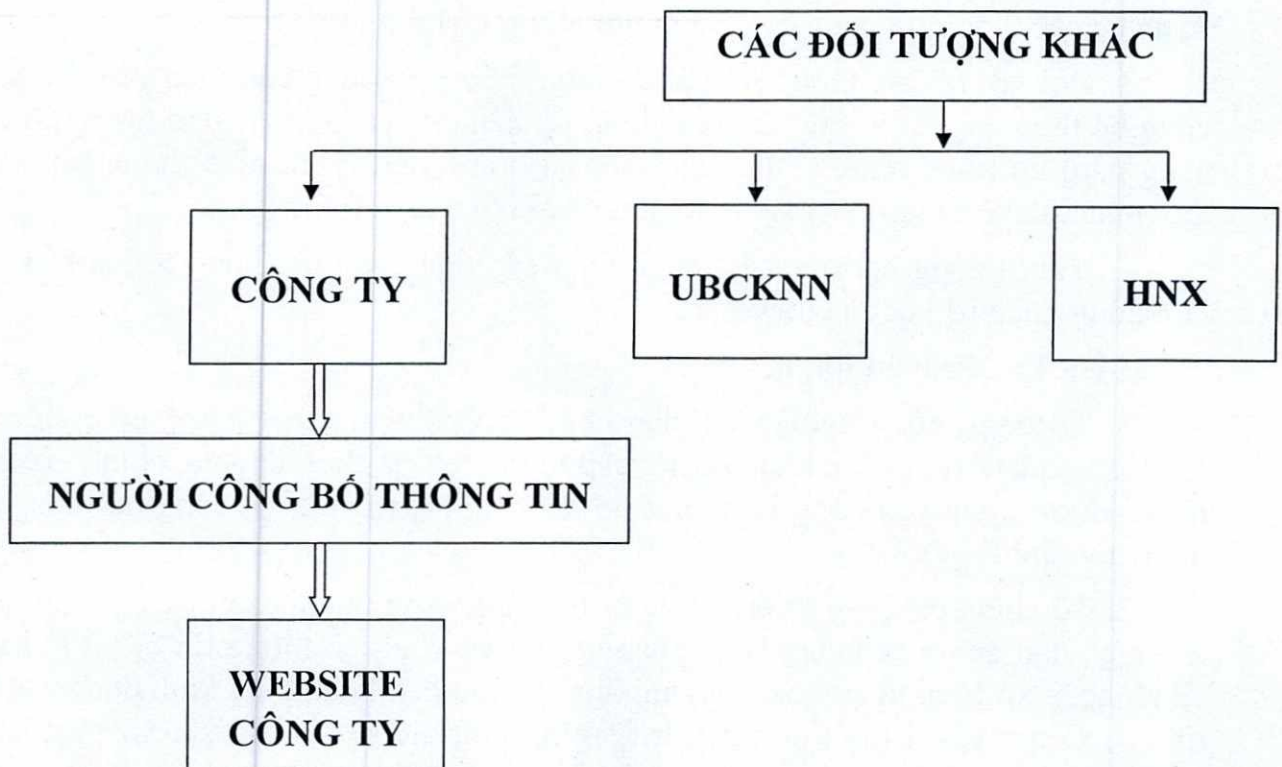 CÁC ĐỐI TƯỢNG KHÁC
CÔNG TY
UBCKNN
HNX
NGƯỜI CÔNG BỐ THÔNG TIN
WEBSITE
CÔNG TY